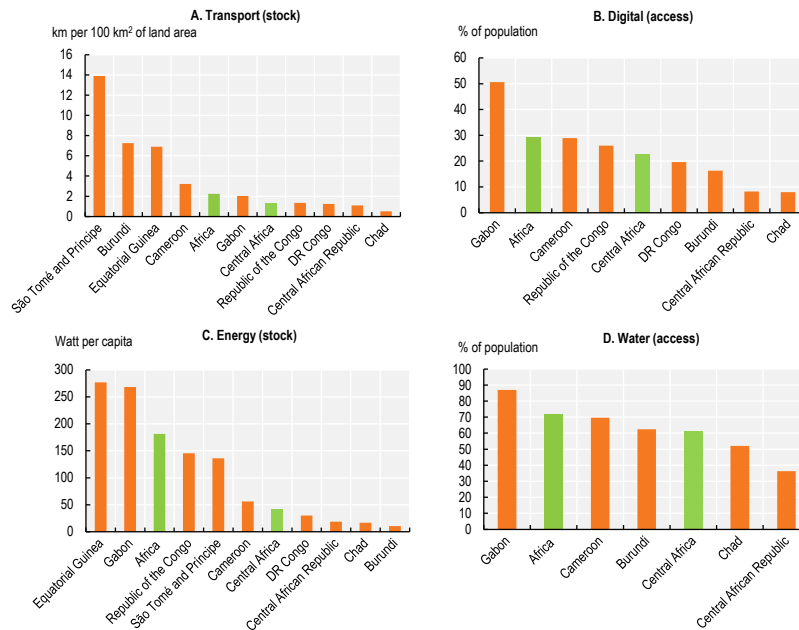 A. Transport (stock)
km per 100 km² of land area
16
14
12
10
8
6
4
2
0
São Tomé and Príncipe
Burundi
Equatorial Guinea
Cameroon
Africa
Gabon
Central Africa
Republic of the Congo
DR Congo
Central African Republic
Chad
B. Digital (access)
% of population
60
50
40
30
20
10
0
Gabon
Africa
Cameroon
Republic of the Congo
Central Africa
DR Congo
Burundi
Central African Republic
Chad
C. Energy (stock)
Watt per capita
300
250
200
150
100
50
0
Equatorial Guinea
Gabon
Africa
Republic of the Congo
São Tomé and Príncipe
Cameroon
Central Africa
DR Congo
Central African Republic
Chad
Burundi
D. Water (access)
% of population
100
90
80
70
60
50
40
30
20
10
0
Gabon
Africa
Cameroon
Burundi
Central Africa
Chad
Central African Republic